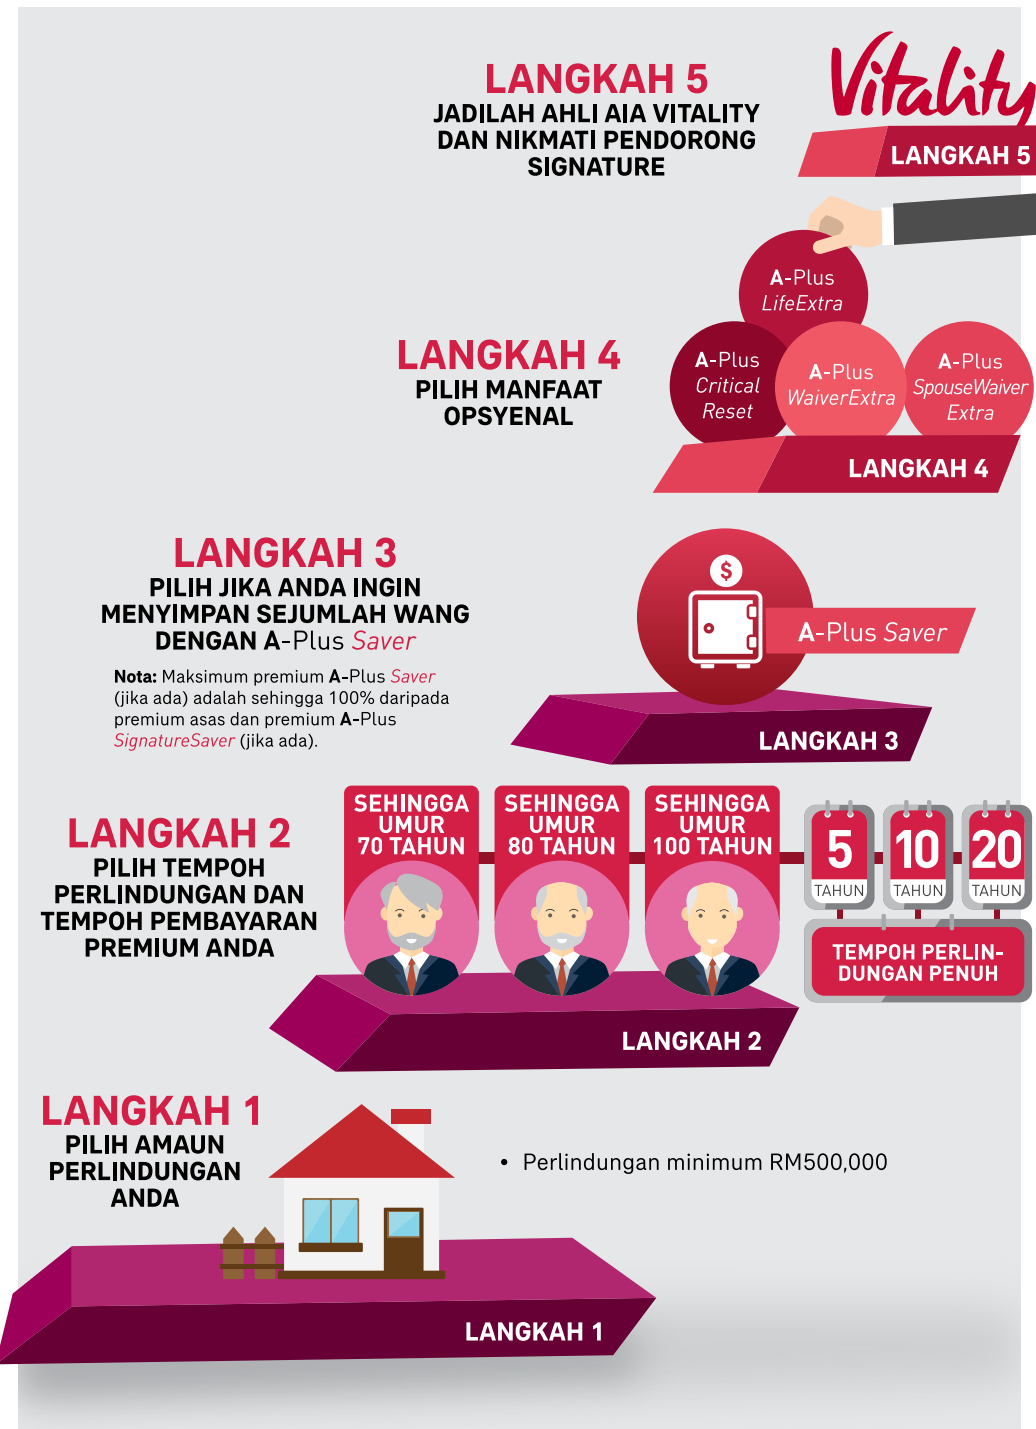 Vitality
LANGKAH 5
JADILAH AHLI AIA VITALITY
DAN NIKMATI PENDORONG
SIGNATURE
LANGKAH 5
A-Plus
LifeExtra
LANGKAH 4
PILIH MANFAAT
OPSYENAL
A-Plus
Critical
Reset
A-Plus
WaiverExtra
A-Plus
SpouseWaiver
Extra
LANGKAH 4
LANGKAH 3
PILIH JIKA ANDA INGIN
MENYIMPAN SEJUMLAH WANG
DENGAN A-Plus Saver
Nota: Maksimum premium A-Plus Saver
(jika ada) adalah sehingga 100% daripada
premium asas dan premium A-Plus
SignatureSaver (jika ada).
$
A-Plus Saver
LANGKAH 3
LANGKAH 2
PILIH TEMPOH
PERLINDUNGAN DAN
TEMPOH PEMBAYARAN
PREMIUM ANDA
SEHINGGA
UMUR
70 TAHUN
SEHINGGA
UMUR
80 TAHUN
SEHINGGA
UMUR
100 TAHUN
5
TAHUN
10
TAHUN
20
TAHUN
TEMPOH PERLIN-
DUNGAN PENUH
LANGKAH 2
LANGKAH 1
PILIH AMAUN
PERLINDUNGAN
ANDA
• Perlindungan minimum RM500,000
LANGKAH 1